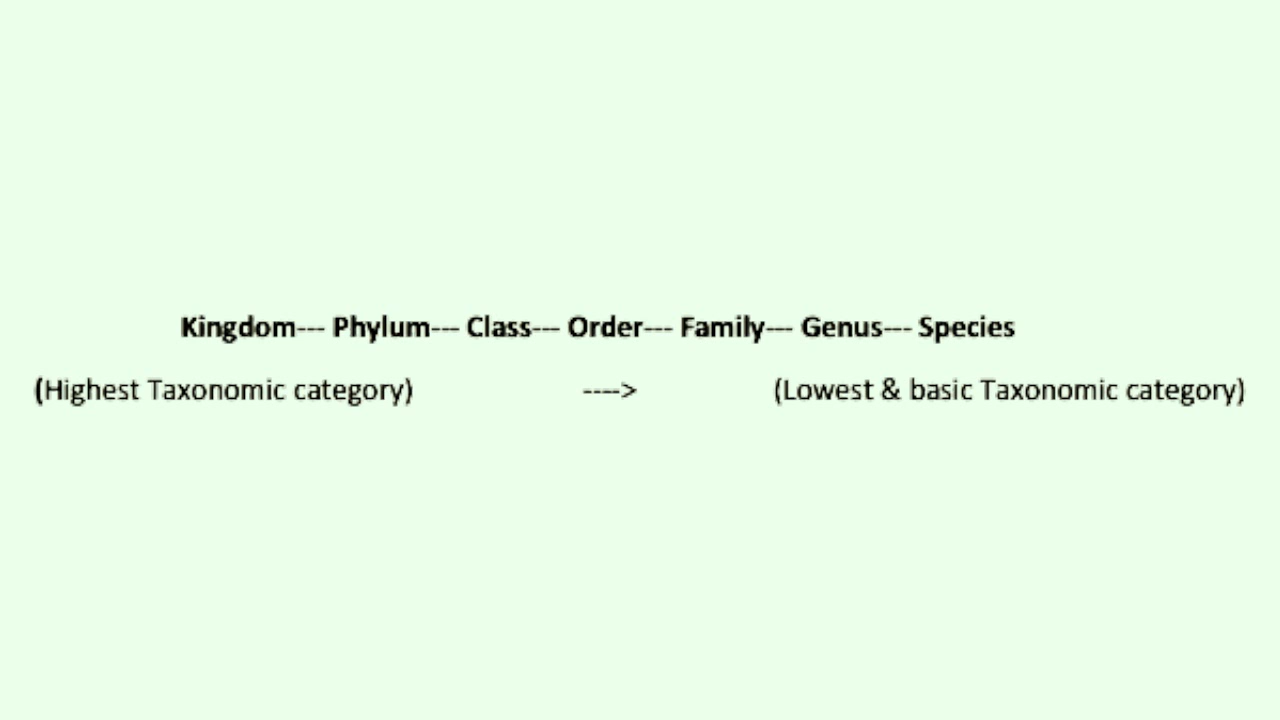 Kingdom--- Phylum--- Class--- Order--- Family--- Genus--- Species
(Highest Taxonomic category) ----> (Lowest & basic Taxonomic category)